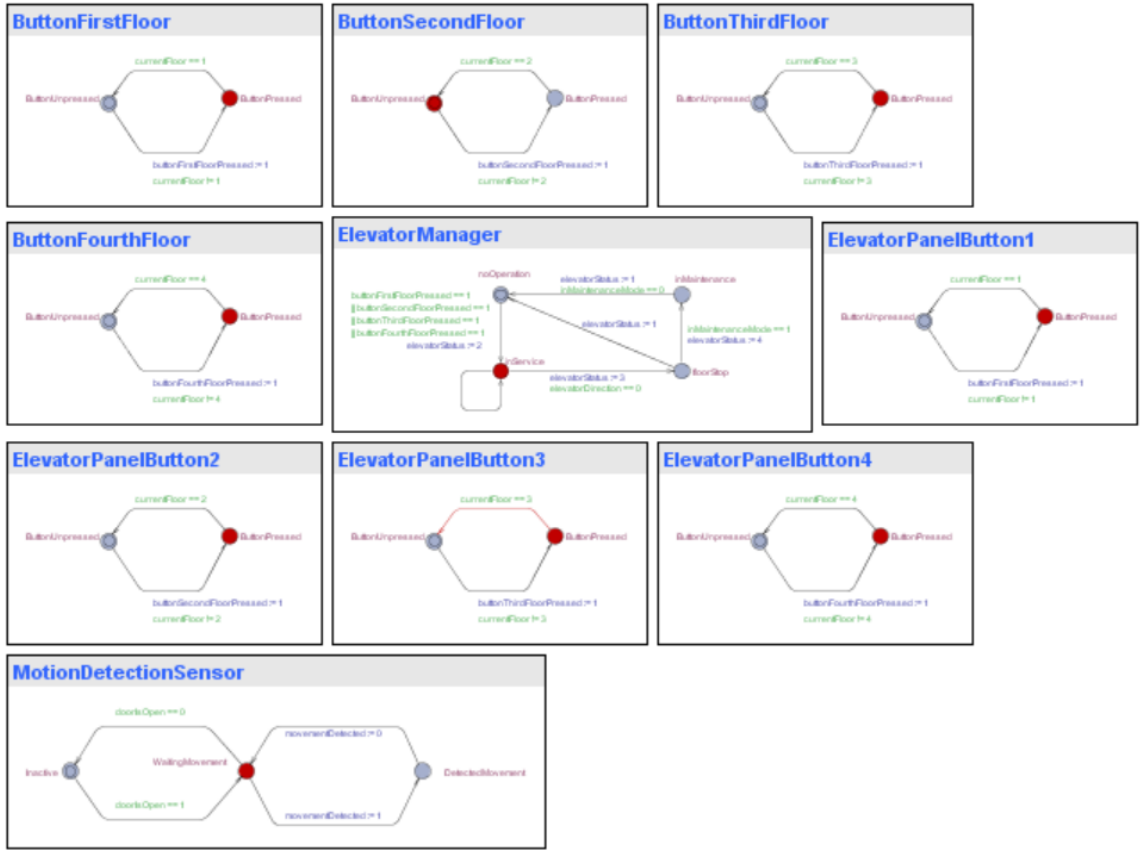 ButtonFirstFloor
currentFloor == 1
ButtonUnpressed
ButtonPressed
buttonFirstFloorPressed := 1
currentFloor != 1
ButtonSecondFloor
currentFloor == 2
ButtonUnpressed
ButtonPressed
buttonSecondFloorPressed := 1
currentFloor != 2
ButtonThirdFloor
currentFloor == 3
ButtonUnpressed
ButtonPressed
buttonThirdFloorPressed := 1
currentFloor != 3
ButtonFourthFloor
currentFloor == 4
ButtonUnpressed
ButtonPressed
buttonFourthFloorPressed := 1
currentFloor != 4
ElevatorManager
noOperation
elevatorStatus := 1
inMaintenance
inMaintenanceMode == 0
buttonFirstFloorPressed == 1
|| buttonSecondFloorPressed == 1
|| buttonThirdFloorPressed == 1
|| buttonFourthFloorPressed == 1
elevatorStatus := 2
elevatorStatus := 1
inMaintenanceMode == 1
elevatorStatus := 4
inService
elevatorStatus := 3
elevatorDirection == 0
floorStop
ElevatorPanelButton1
currentFloor == 1
ButtonUnpressed
ButtonPressed
buttonFirstFloorPressed := 1
currentFloor != 1
ElevatorPanelButton2
currentFloor == 2
ButtonUnpressed
ButtonPressed
buttonSecondFloorPressed := 1
currentFloor != 2
ElevatorPanelButton3
currentFloor == 3
ButtonUnpressed
ButtonPressed
buttonThirdFloorPressed := 1
currentFloor != 3
ElevatorPanelButton4
currentFloor == 4
ButtonUnpressed
ButtonPressed
buttonFourthFloorPressed := 1
currentFloor != 4
MotionDetectionSensor
doorIsOpen == 0
movementDetected := 0
Inactive
WaitingMovement
DetectedMovement
doorIsOpen == 1
movementDetected := 1